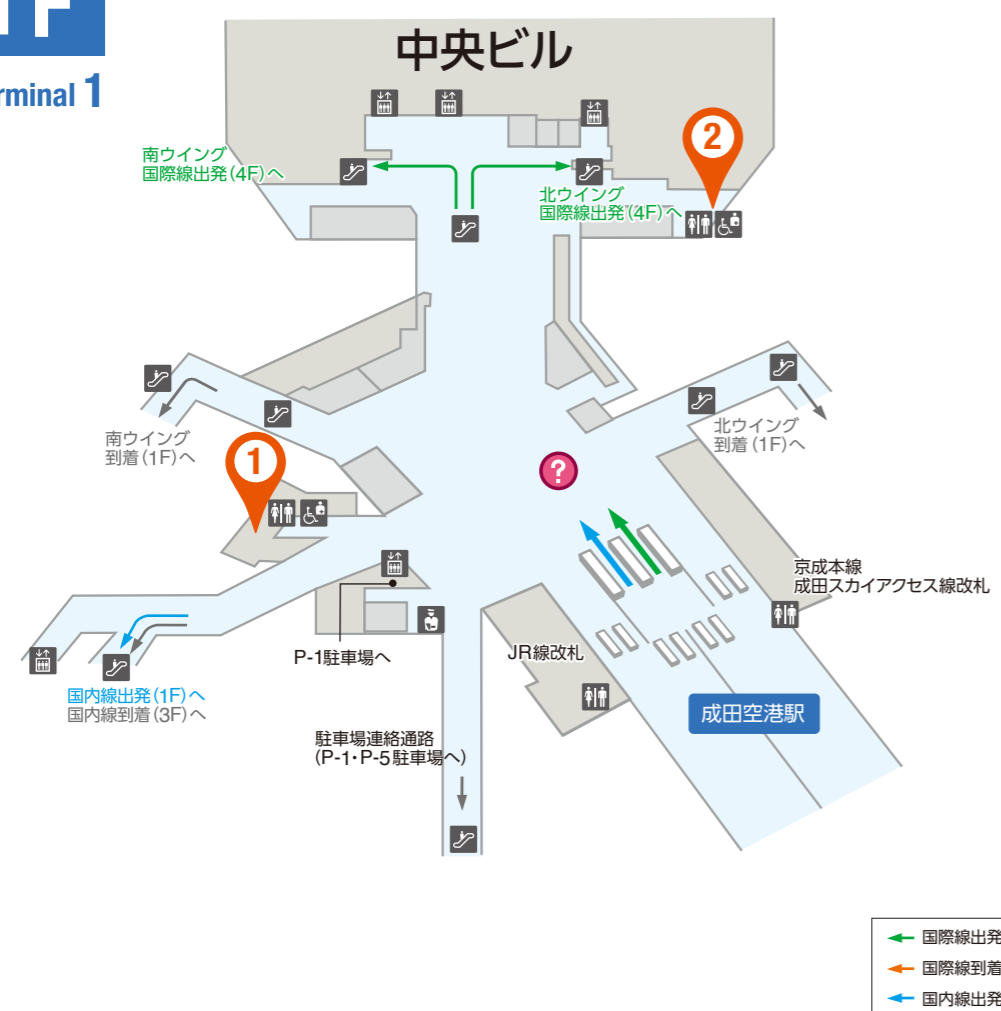 F
Terminal 1
中央ビル
南ウイング
国際線出発(4F)へ
2
北ウイング
国際線出発(4F)へ
南ウイング
到着(1F)へ
1
?
北ウイング
到着(1F)へ
京成本線
成田スカイアクセス線改札
P-1駐車場へ
JR線改札
国内線出発(1F)へ
国内線到着(3F)へ
成田空港駅
駐車場連絡通路
(P-1・P-5駐車場へ)
国際線出発
国際線到着
国内線出発